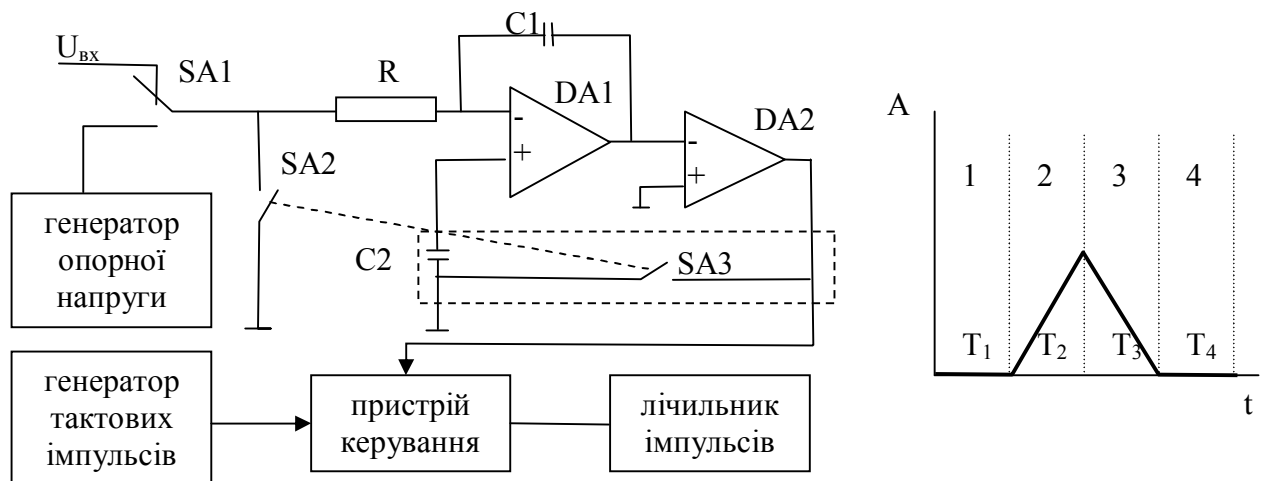 C1
Uвх
SA1
R
DA1
DA2
-
+
-
+
SA2
генератор
опорної
напруги
C2
SA3
генератор
тактових
імпульсів
пристрій
керування
лічильник
імпульсів
A
1 2 3 4
T1 T2 T3 T4
t